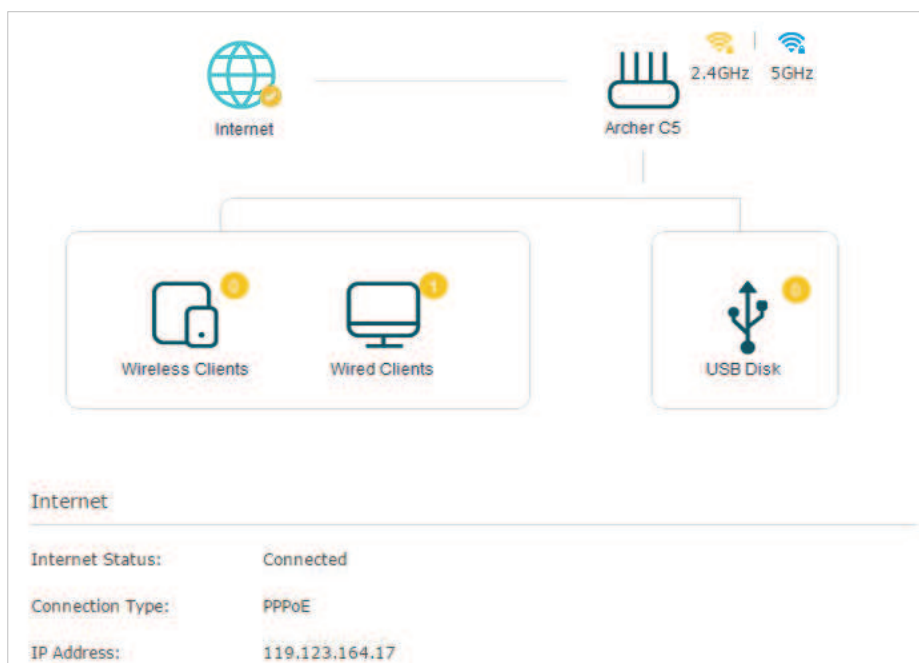 2.4GHz 5GHz
Internet
Archer C5
0
1
0
Wireless Clients
Wired Clients
USB Disk
Internet
Internet Status: Connected
Connection Type: PPPoE
IP Address: 119.123.164.17